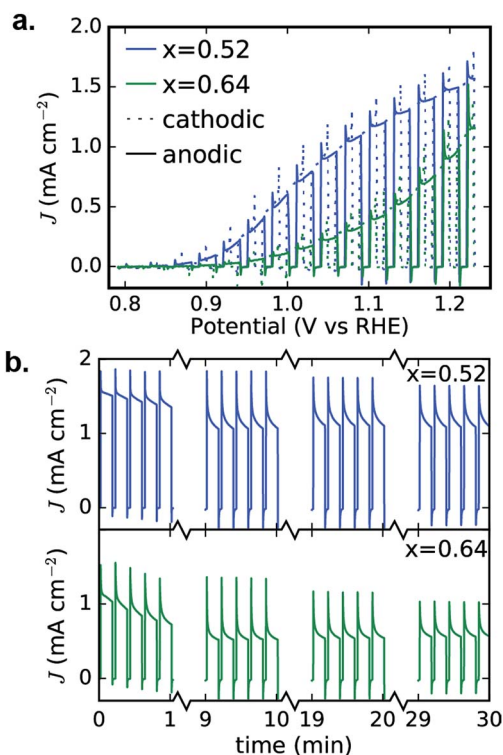 a.
x=0.52
x=0.64
cathodic
anodic
J (mA cm⁻²)
2.0
1.5
1.0
0.5
0.0
0.8 0.9 1.0 1.1 1.2
Potential (V vs RHE)
b.
x=0.52
J (mA cm⁻²)
2
1
0
x=0.64
J (mA cm⁻²)
1
0
0 1 9 10 19 20 29 30
time (min)